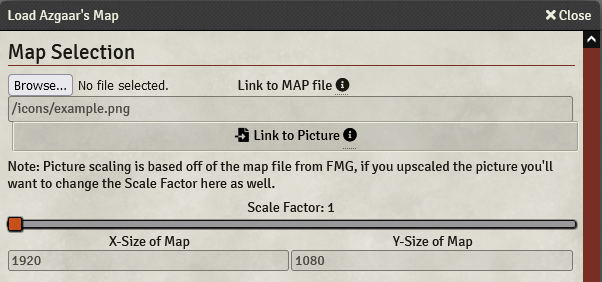 Load Azgaar's Map
Close
Map Selection
Browse... No file selected.
Link to MAP file
/icons/example.png
Link to Picture
Note: Picture scaling is based off of the map file from FMG, if you upscaled the picture you'll
want to change the Scale Factor here as well.
Scale Factor: 1
X-Size of Map
Y-Size of Map
1920
1080